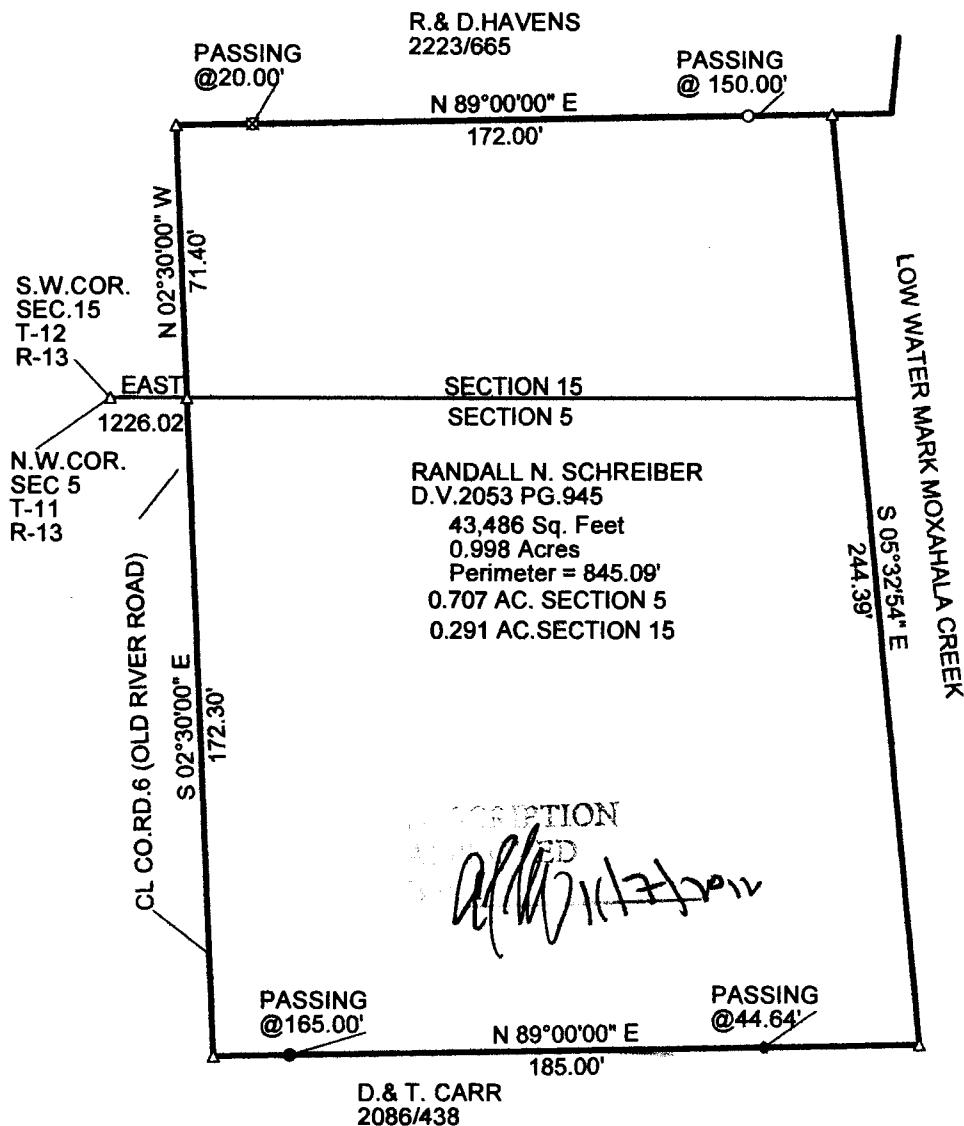 R.& D.HAVENS
2223/665
PASSING
@20.00'
PASSING
@ 150.00'
N 89°00'00" E
172.00'
N 02°30'00" W
71.40'
S.W.COR.
SEC.15
T-12
R-13
EAST
1226.02
SECTION 15
SECTION 5
N.W.COR.
SEC 5
T-11
R-13
LOW WATER MARK MOXAHALA CREEK
S 05°32'54" E
244.39'
RANDALL N. SCHREIBER
D.V.2053 PG.945
43,486 Sq. Feet
0.998 Acres
Perimeter = 845.09'
0.707 AC. SECTION 5
0.291 AC.SECTION 15
CL CO.RD.6 (OLD RIVER ROAD)
S 02°30'00" E
172.30'
11/7/2012
PASSING
@165.00'
PASSING
@44.64'
N 89°00'00" E
185.00'
D.& T. CARR
2086/438